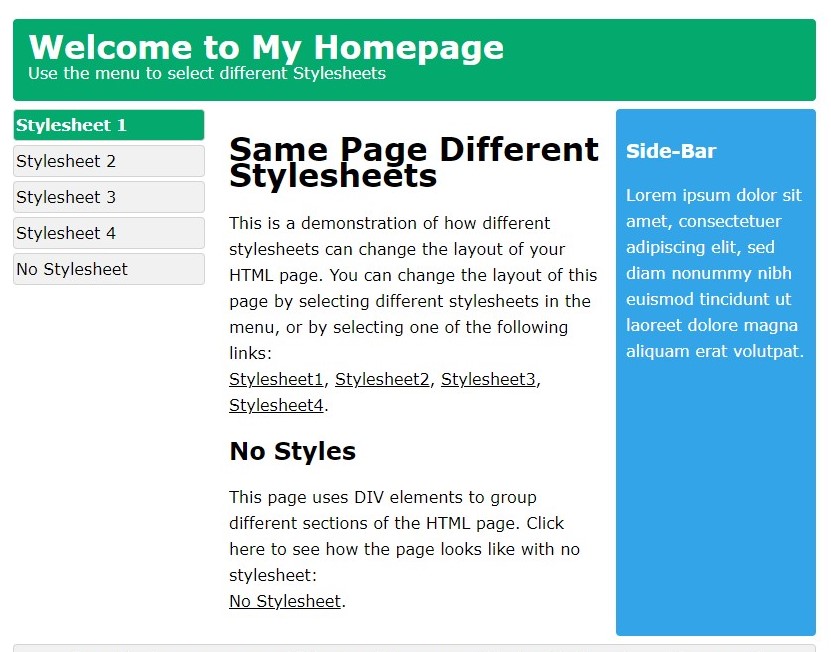 Welcome to My Homepage
Use the menu to select different Stylesheets
Stylesheet 1
Stylesheet 2
Stylesheet 3
Stylesheet 4
No Stylesheet
Same Page Different
Stylesheets
This is a demonstration of how different
stylesheets can change the layout of your
HTML page. You can change the layout of this
page by selecting different stylesheets in the
menu, or by selecting one of the following
links:
Stylesheet1, Stylesheet2, Stylesheet3,
Stylesheet4.
No Styles
This page uses DIV elements to group
different sections of the HTML page. Click
here to see how the page looks like with no
stylesheet:
No Stylesheet.
Side-Bar
Lorem ipsum dolor sit
amet, consectetuer
adipiscing elit, sed
diam nonummy nibh
euismod tincidunt ut
laoreet dolore magna
aliquam erat volutpat.